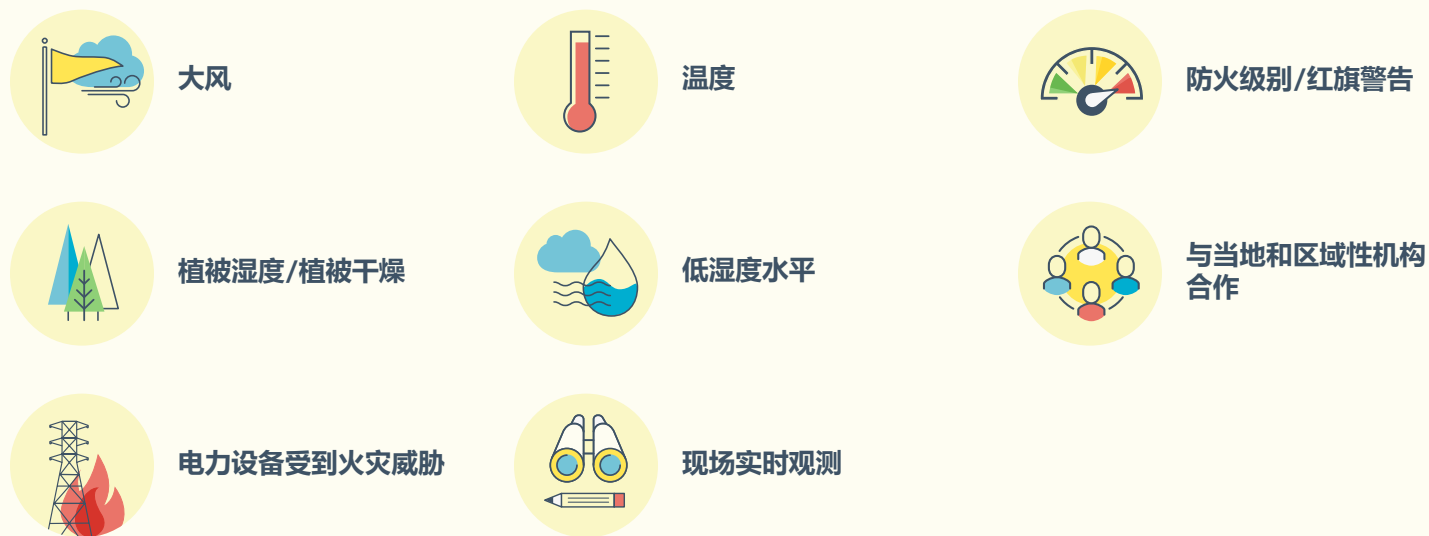 大风
温度
防火级别/红旗警告
植被湿度/植被干燥
低湿度水平
与当地和区域性机构
合作
电力设备受到火灾威胁
现场实时观测